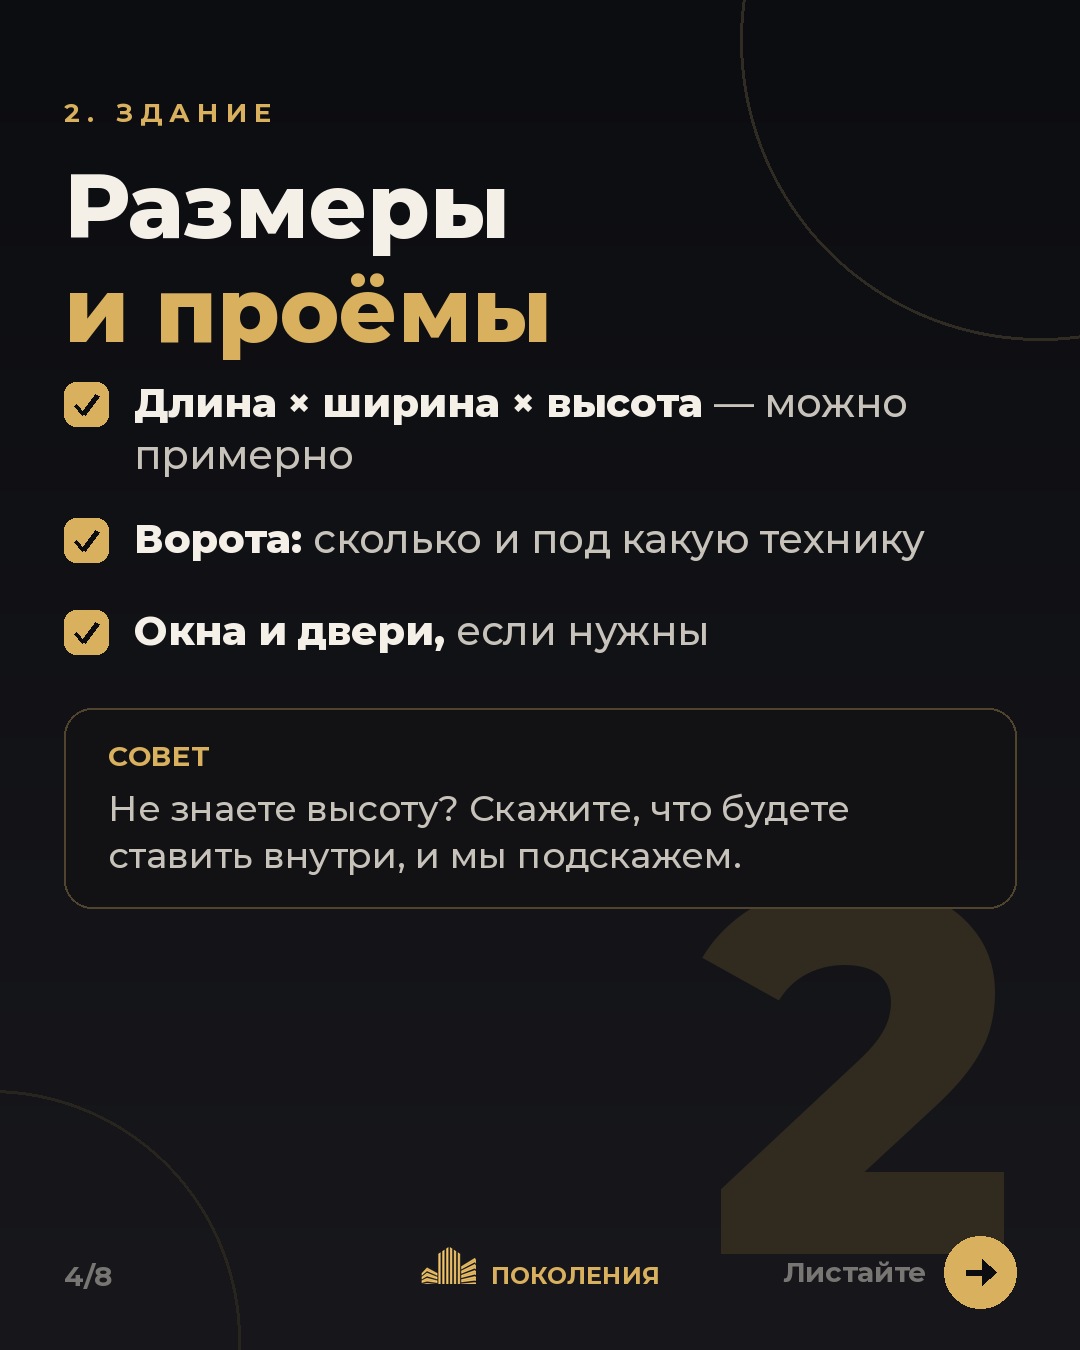 2. ЗДАНИЕ
Размеры
и проёмы
Длина × ширина × высота — можно
примерно
Ворота: сколько и под какую технику
Окна и двери, если нужны
СОВЕТ
Не знаете высоту? Скажите, что будете
ставить внутри, и мы подскажем.
2
4/8
ПОКОЛЕНИЯ
Листайте